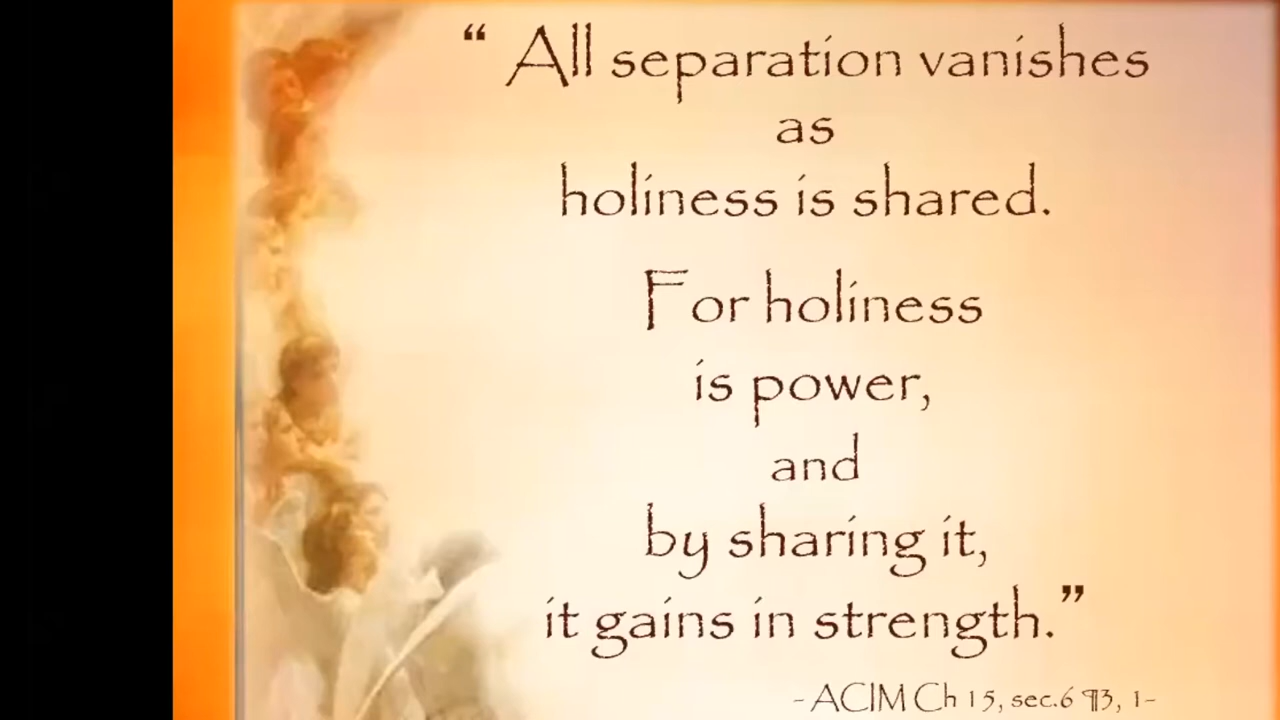 “ All separation vanishes
as
holiness is shared.
For holiness
is power,
and
by sharing it,
it gains in strength.”
- ACIM Ch 15, sec.6 ¶3, 1-